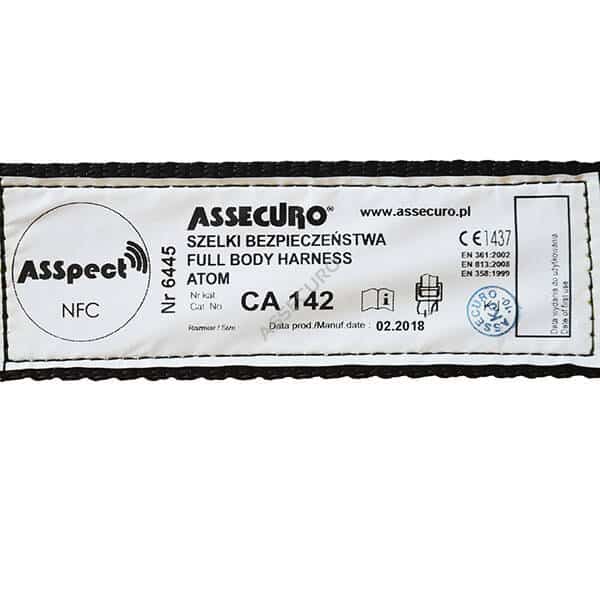 ASSpect
NFC
Nr 6445
ASSECURO®
www.assecuro.pl
SZELKI BEZPIECZEŃSTWA
FULL BODY HARNESS
ATOM
Nr kat.
Cat. No
CA 142
Rozmiar / Size:
Data prod./Manuf.date : 02.2018
CE 1437
EN 361:2002
EN 813:2008
EN 358:1999
ASSECURO
Data wydania do użytkowania
Date of first use
ASSECURO